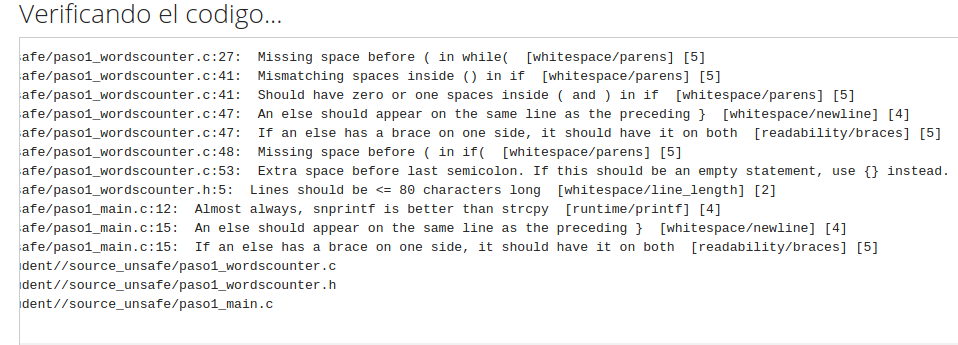 Verificando el codigo...
afe/paso1_wordscounter.c:27:  Missing space before ( in while(  [whitespace/parens] [5]
afe/paso1_wordscounter.c:41:  Mismatching spaces inside () in if  [whitespace/parens] [5]
afe/paso1_wordscounter.c:41:  Should have zero or one spaces inside ( and ) in if  [whitespace/parens] [5]
afe/paso1_wordscounter.c:47:  An else should appear on the same line as the preceding }  [whitespace/newline] [4]
afe/paso1_wordscounter.c:47:  If an else has a brace on one side, it should have it on both  [readability/braces] [5]
afe/paso1_wordscounter.c:48:  Missing space before ( in if(  [whitespace/parens] [5]
afe/paso1_wordscounter.c:53:  Extra space before last semicolon. If this should be an empty statement, use {} instead.
afe/paso1_wordscounter.h:5:  Lines should be <= 80 characters long  [whitespace/line_length] [2]
afe/paso1_main.c:12:  Almost always, snprintf is better than strcpy  [runtime/printf] [4]
afe/paso1_main.c:15:  An else should appear on the same line as the preceding }  [whitespace/newline] [4]
afe/paso1_main.c:15:  If an else has a brace on one side, it should have it on both  [readability/braces] [5]
dent//source_unsafe/paso1_wordscounter.c
dent//source_unsafe/paso1_wordscounter.h
dent//source_unsafe/paso1_main.c